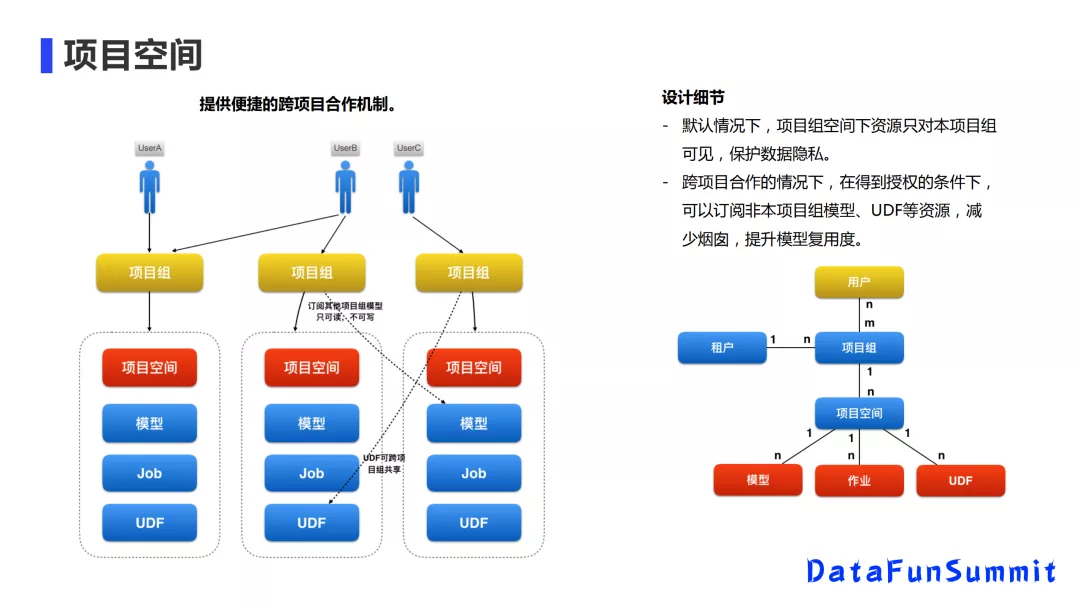 项目空间
提供便捷的跨项目合作机制。
UserA
UserB
UserC
项目组
项目组
项目组
订阅其他项目组模型
只可读、不可写
项目空间
项目空间
项目空间
模型
模型
模型
UDF可跨项
目组共享
Job
Job
Job
UDF
UDF
UDF
设计细节
- 默认情况下，项目组空间下资源只对本项目组
可见，保护数据隐私。
- 跨项目合作的情况下，在得到授权的条件下，
可以订阅非本项目组模型、UDF等资源，减
少烟囱，提升模型复用度。
用户
n
m
租户
1
n
项目组
1
n
项目空间
1
1
1
n
n
n
模型
作业
UDF
DataFunSummit